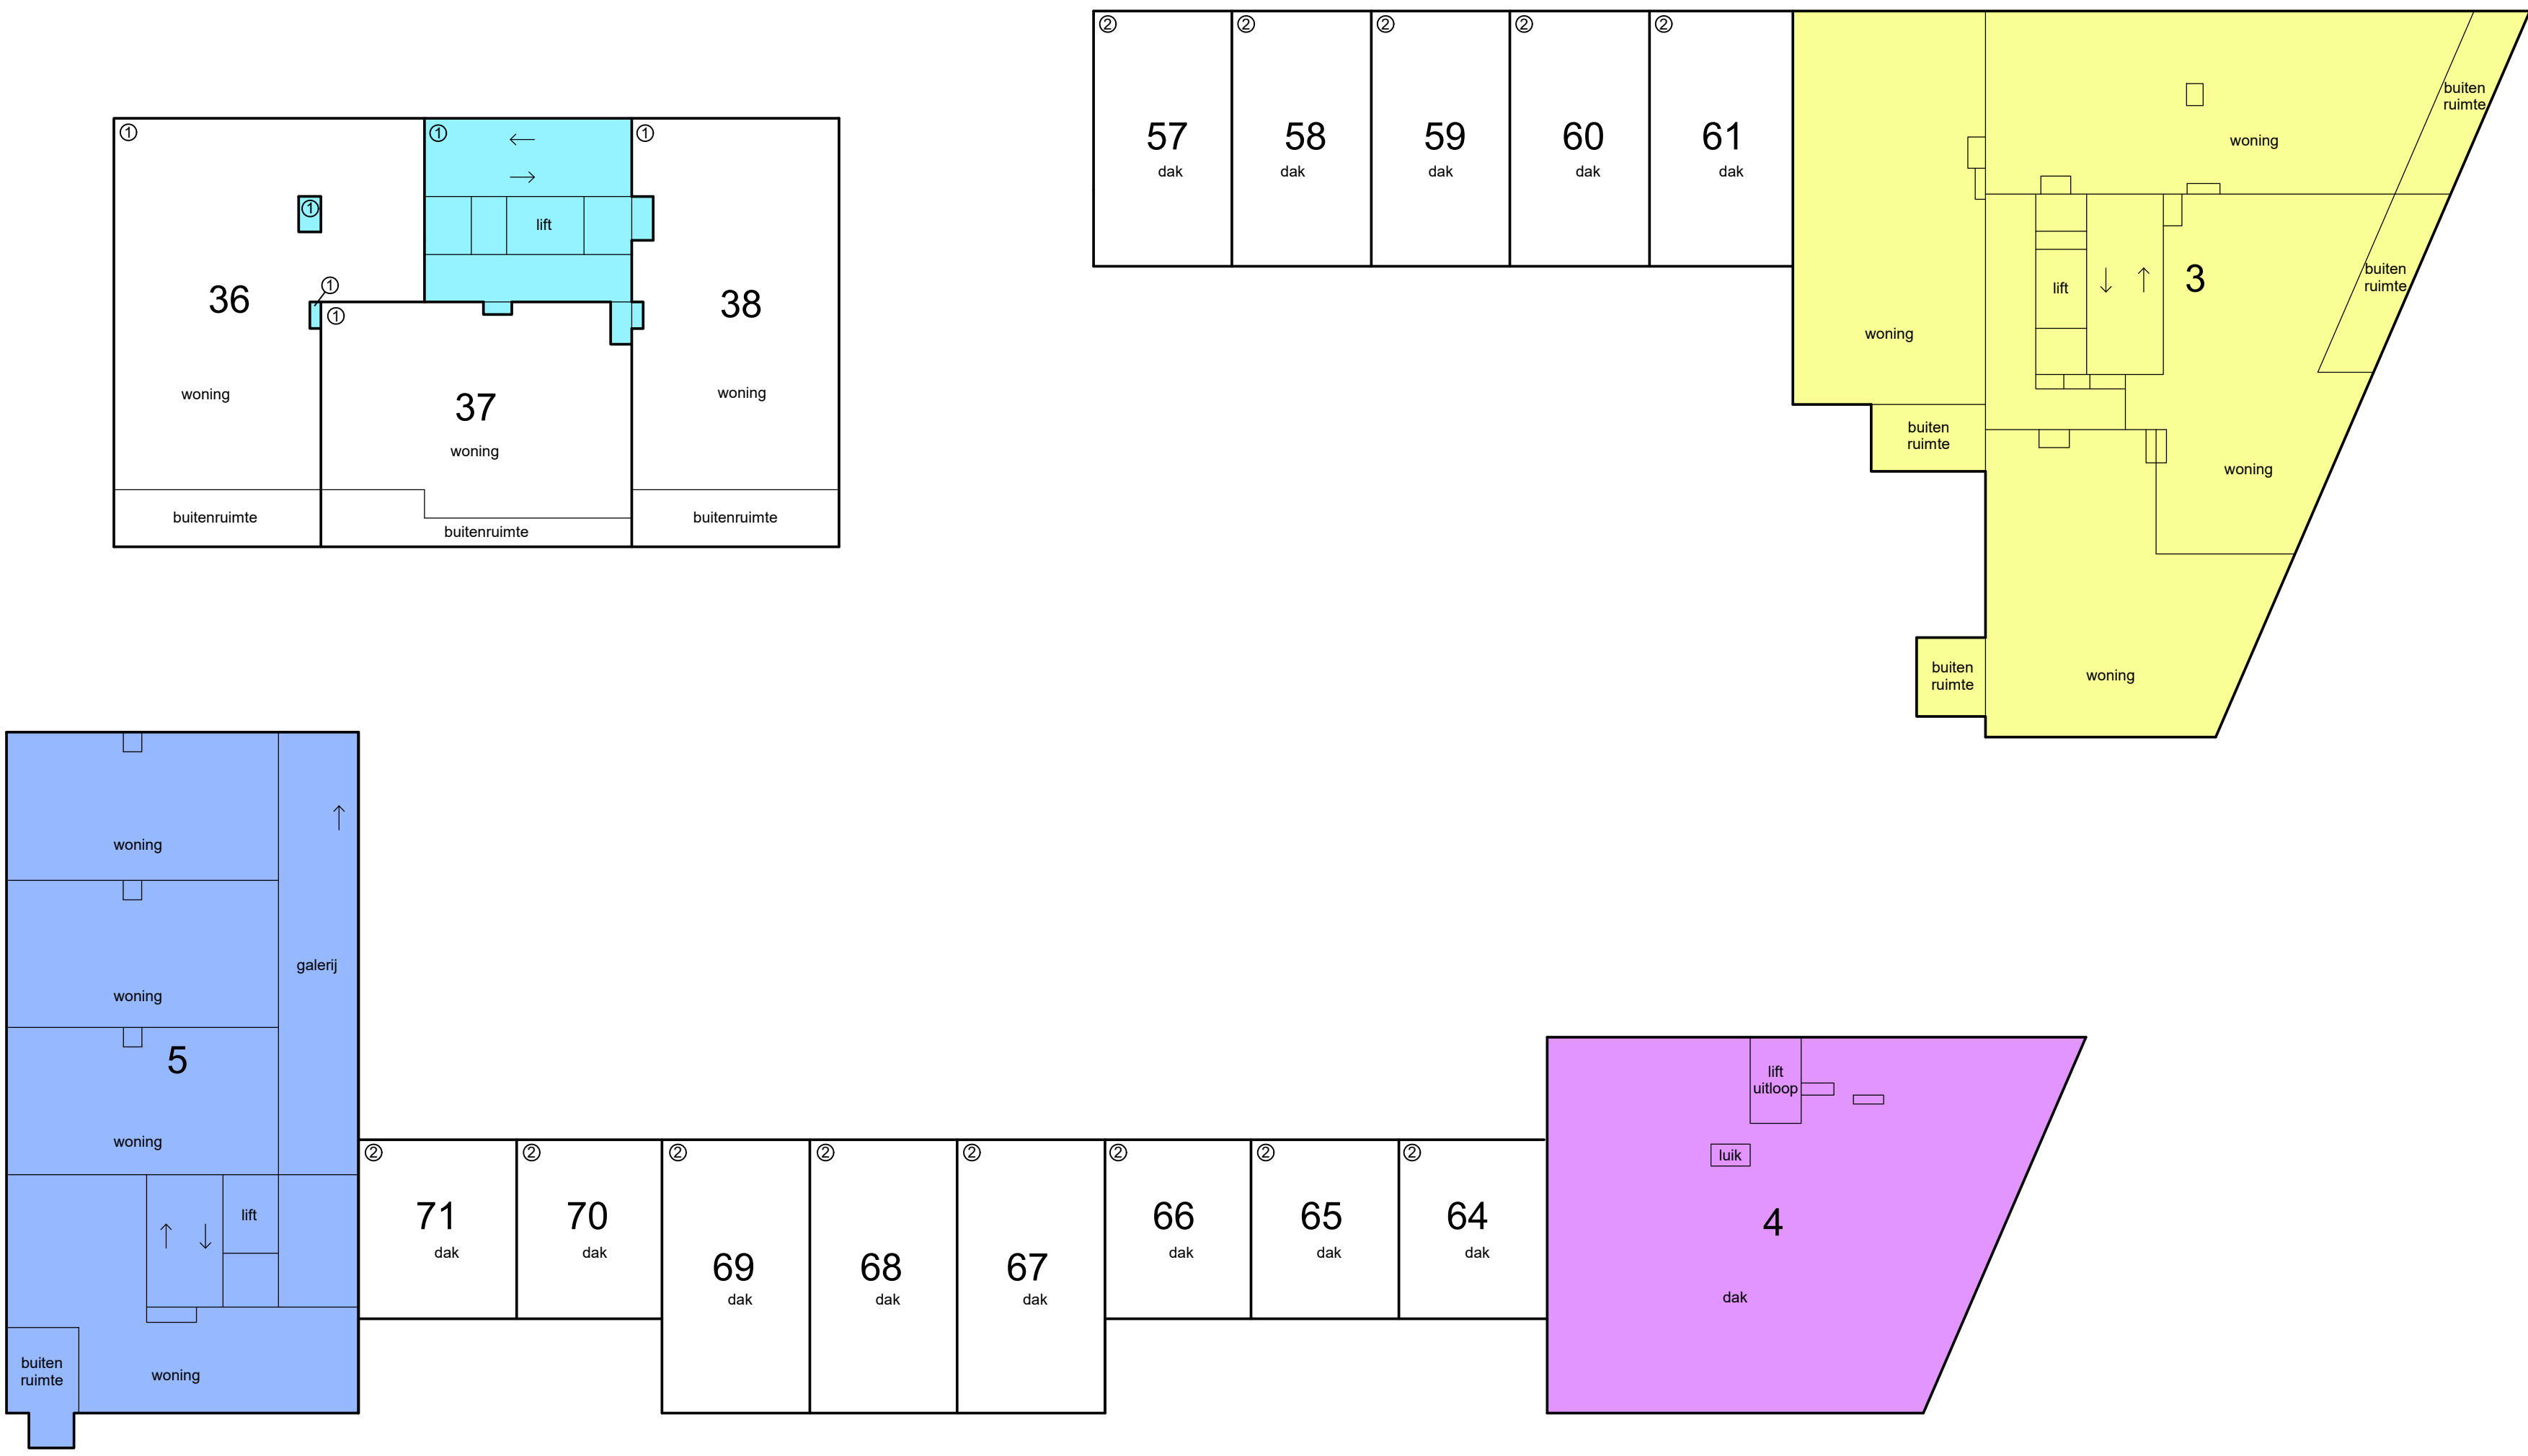 ① ① ①
① lift
36 ① ① 38
woning 37 woning
woning
buitenruimte buitenruimte buitenruimte
② ② ② ② ②
57 58 59 60 61
dak dak dak dak dak
buiten
ruimte
woning
lift 3 buiten
ruimte
woning
buiten
ruimte
woning
buiten
ruimte
woning
woning
galerij
woning
5
woning
lift
buiten
ruimte
woning
② ② ② ② ② ② ② ②
71 70 69 68 67 66 65 64
dak dak dak dak dak dak dak dak
lift
uitloop
luik
4
dak